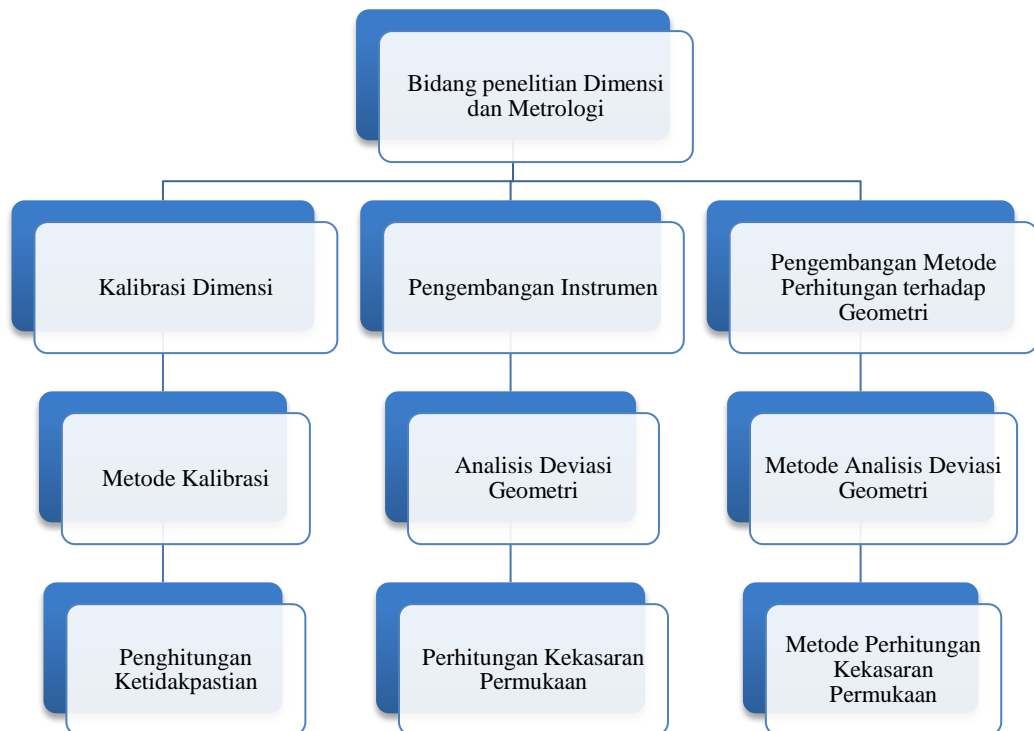 Bidang penelitian Dimensi
dan Metrologi
Kalibrasi Dimensi
Pengembangan Instrumen
Pengembangan Metode
Perhitungan terhadap
Geometri
Metode Kalibrasi
Analisis Deviasi
Geometri
Metode Analisis Deviasi
Geometri
Penghitungan
Ketidakpastian
Perhitungan Kekasaran
Permukaan
Metode Perhitungan
Kekasaran
Permukaan